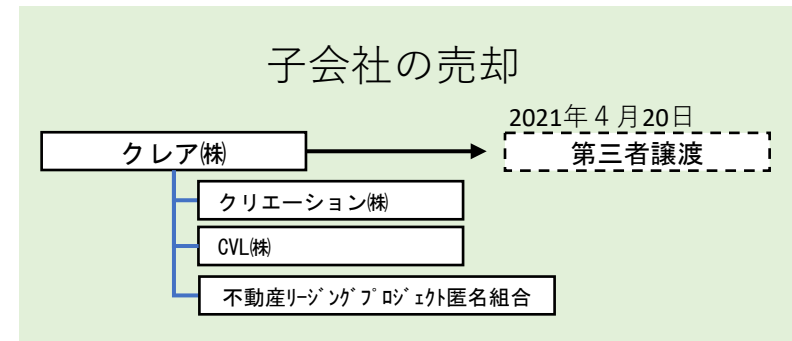 子会社の売却
2021年４月20日
クレア㈱
第三者譲渡
クリエーション㈱
CVL㈱
不動産ﾘｰｼﾞﾝｸﾞﾌﾟﾛｼﾞｪｸﾄ匿名組合